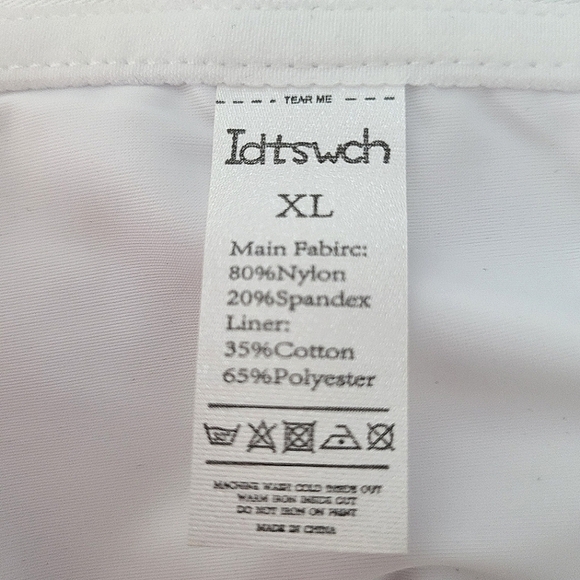 - - - - TEAR ME - - -
Idtswch
XL
Main Fabirc:
80%Nylon
20%Spandex
Liner:
35%Cotton
65%Polyester
MACHINE WASH COLD INSIDE OUT
WARM IRON INSIDE OUT
DO NOT IRON ON PRINT
MADE IN CHINA